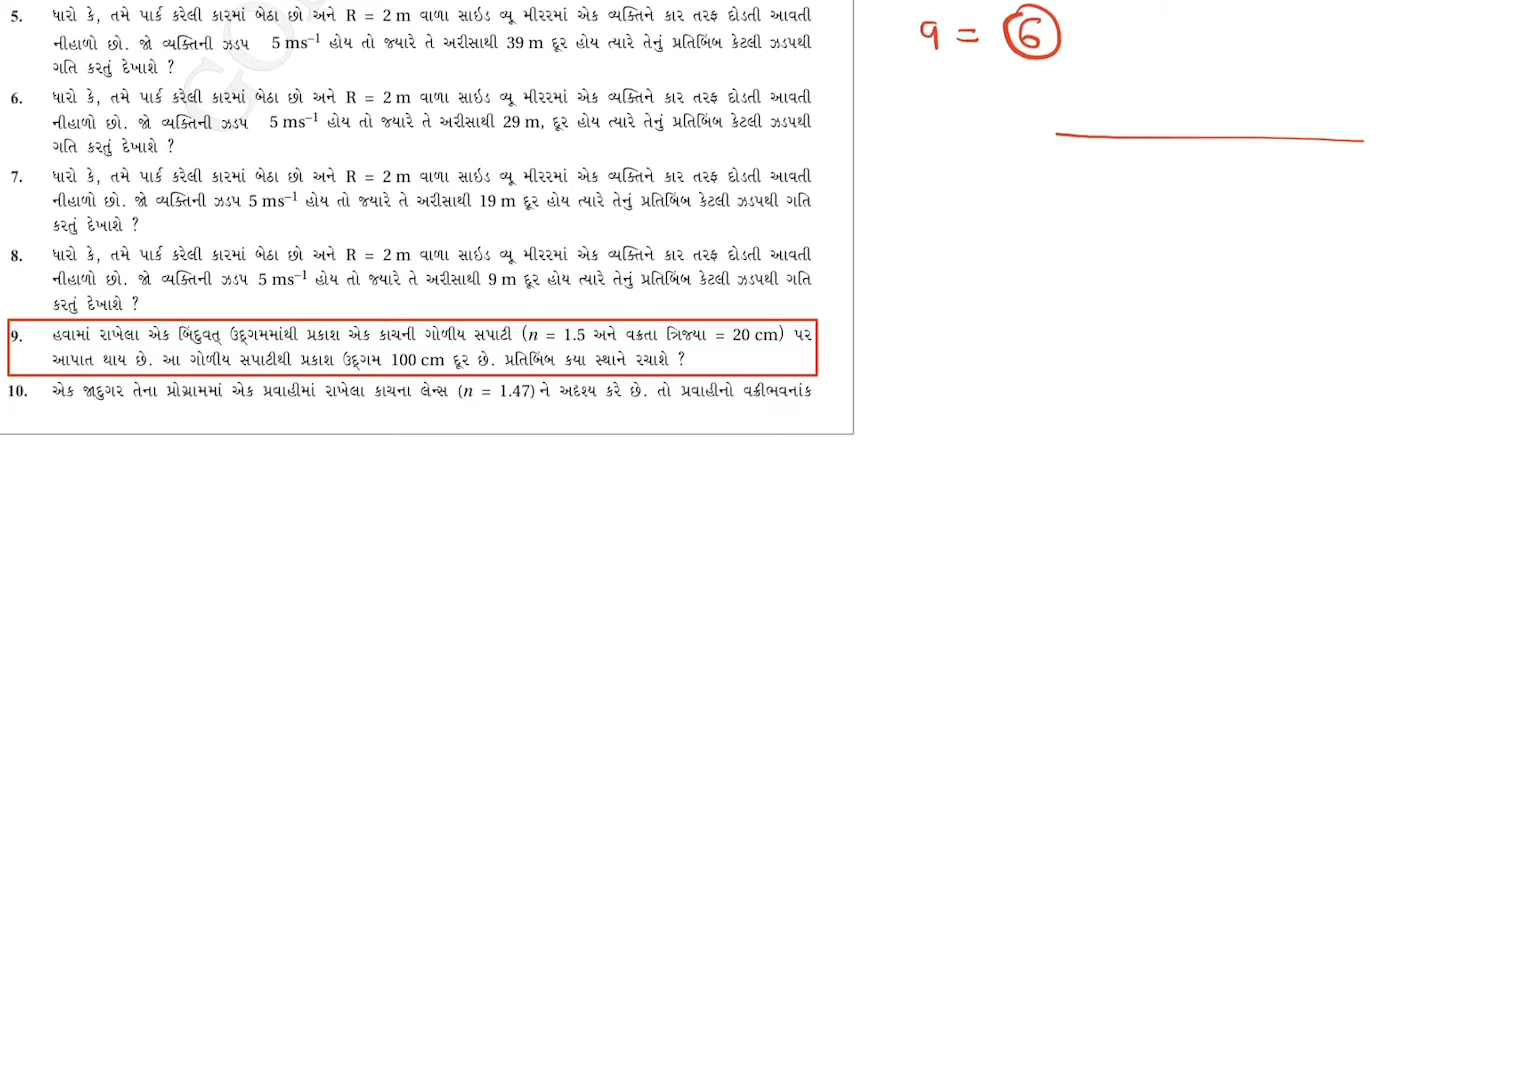 5. ધારો કે, તમે પાર્ક કરેલી કારમાં બેઠા છો અને R = 2 m વાળા સાઇડ વ્યૂ મીરરમાં એક વ્યક્તિને કાર તરફ દોડતી આવતી
નીહાળો છો. જો વ્યક્તિની ઝડપ 5 ms⁻¹ હોય તો જ્યારે તે અરીસાથી 39 m દૂર હોય ત્યારે તેનું પ્રતિબિંબ કેટલી ઝડપથી
ગતિ કરતું દેખાશે ?
6. ધારો કે, તમે પાર્ક કરેલી કારમાં બેઠા છો અને R = 2 m વાળા સાઇડ વ્યૂ મીરરમાં એક વ્યક્તિને કાર તરફ દોડતી આવતી
નીહાળો છો. જો વ્યક્તિની ઝડપ 5 ms⁻¹ હોય તો જ્યારે તે અરીસાથી 29 m, દૂર હોય ત્યારે તેનું પ્રતિબિંબ કેટલી ઝડપથી
ગતિ કરતું દેખાશે ?
7. ધારો કે, તમે પાર્ક કરેલી કારમાં બેઠા છો અને R = 2 m વાળા સાઇડ વ્યૂ મીરરમાં એક વ્યક્તિને કાર તરફ દોડતી આવતી
નીહાળો છો. જો વ્યક્તિની ઝડપ 5 ms⁻¹ હોય તો જ્યારે તે અરીસાથી 19 m દૂર હોય ત્યારે તેનું પ્રતિબિંબ કેટલી ઝડપથી ગતિ
કરતું દેખાશે ?
8. ધારો કે, તમે પાર્ક કરેલી કારમાં બેઠા છો અને R = 2 m વાળા સાઇડ વ્યૂ મીરરમાં એક વ્યક્તિને કાર તરફ દોડતી આવતી
નીહાળો છો. જો વ્યક્તિની ઝડપ 5 ms⁻¹ હોય તો જ્યારે તે અરીસાથી 9 m દૂર હોય ત્યારે તેનું પ્રતિબિંબ કેટલી ઝડપથી ગતિ
કરતું દેખાશે ?
9. હવામાં રાખેલા એક બિંદુવત્ ઉદ્ગમમાંથી પ્રકાશ એક કાચની ગોળીય સપાટી (n = 1.5 અને વક્રતા ત્રિજ્યા = 20 cm) પર
આપાત થાય છે. આ ગોળીય સપાટીથી પ્રકાશ ઉદ્ગમ 100 cm દૂર છે. પ્રતિબિંબ કયા સ્થાને રચાશે ?
10. એક જાદુગર તેના પ્રોગ્રામમાં એક પ્રવાહીમાં રાખેલા કાચના લેન્સ (n = 1.47) ને અદૃશ્ય કરે છે. તો પ્રવાહીનો વક્રીભવનાંક
9 = 6